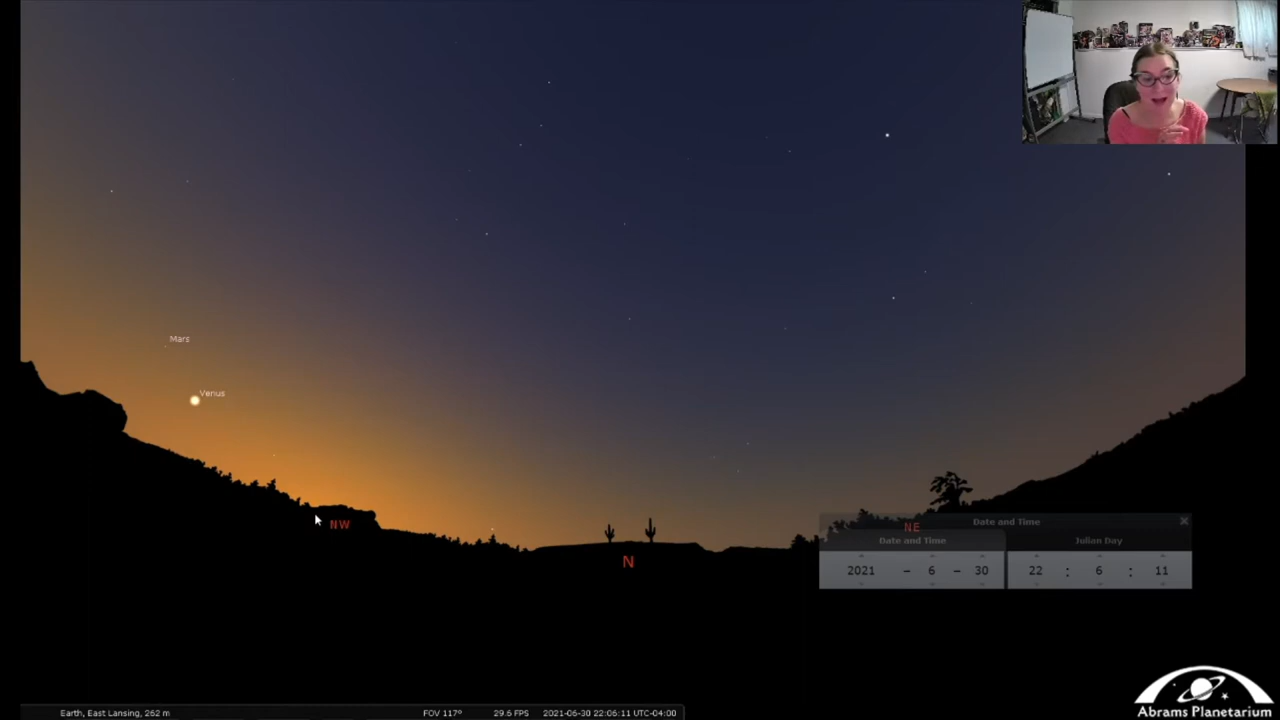 Mars
Venus
NW
N
NE
Date and Time
Date and Time
Julian Day
2021 - 6 - 30
22 : 6 : 11
Earth, East Lansing, 262 m
FOV 117°
29.6 FPS
2021-06-30 22:06:11 UTC-04:00
Abrams Planetarium